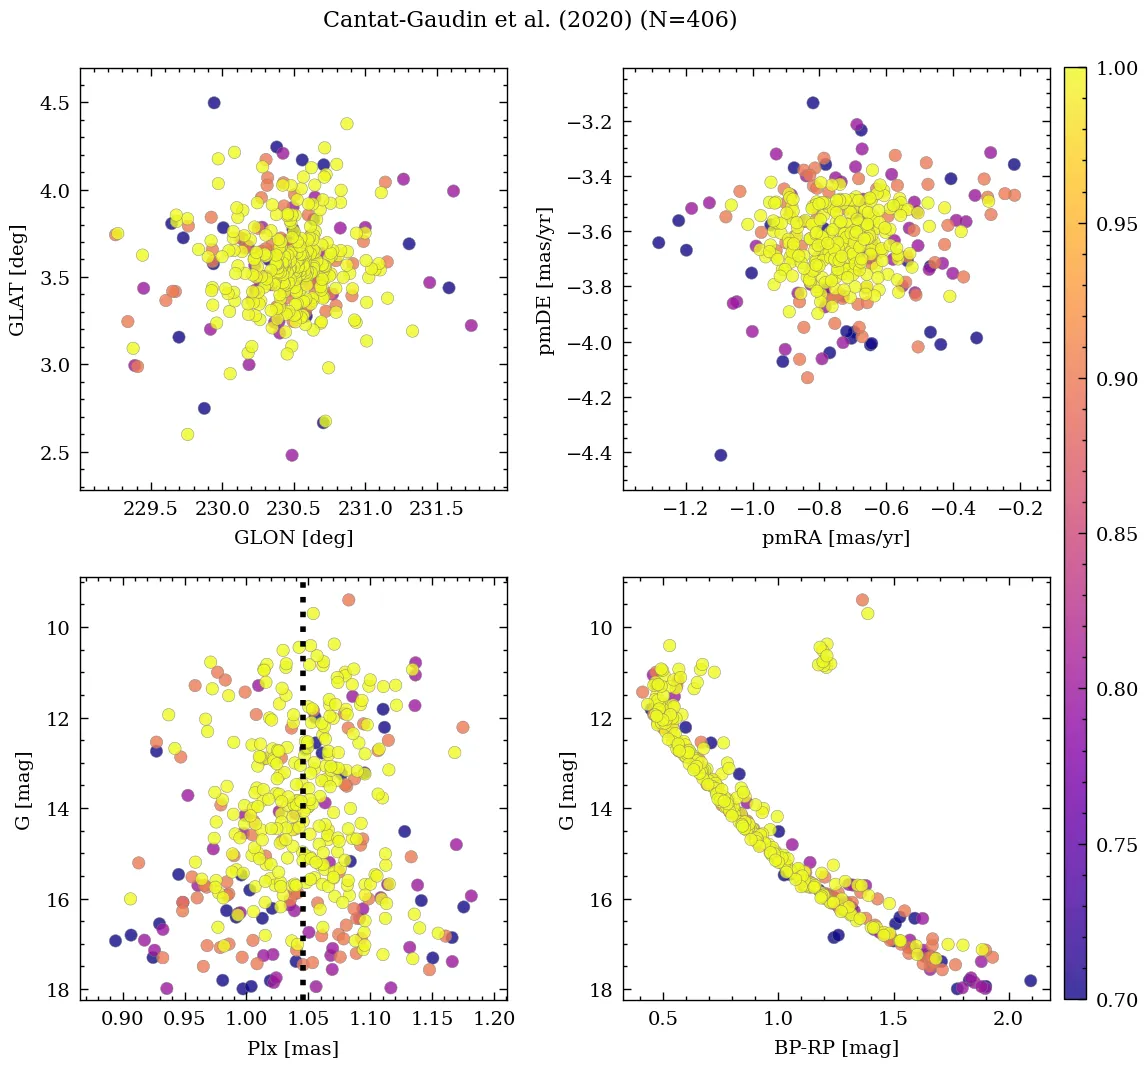 Cantat-Gaudin et al. (2020) (N=406)
4.5
4.0
3.5
3.0
2.5
GLAT [deg]
229.5 230.0 230.5 231.0 231.5
GLON [deg]
−3.2
−3.4
−3.6
−3.8
−4.0
−4.2
−4.4
pmDE [mas/yr]
−1.2 −1.0 −0.8 −0.6 −0.4 −0.2
pmRA [mas/yr]
10
12
14
16
18
G [mag]
0.90 0.95 1.00 1.05 1.10 1.15 1.20
Plx [mas]
10
12
14
16
18
G [mag]
0.5 1.0 1.5 2.0
BP-RP [mag]
1.00
0.95
0.90
0.85
0.80
0.75
0.70